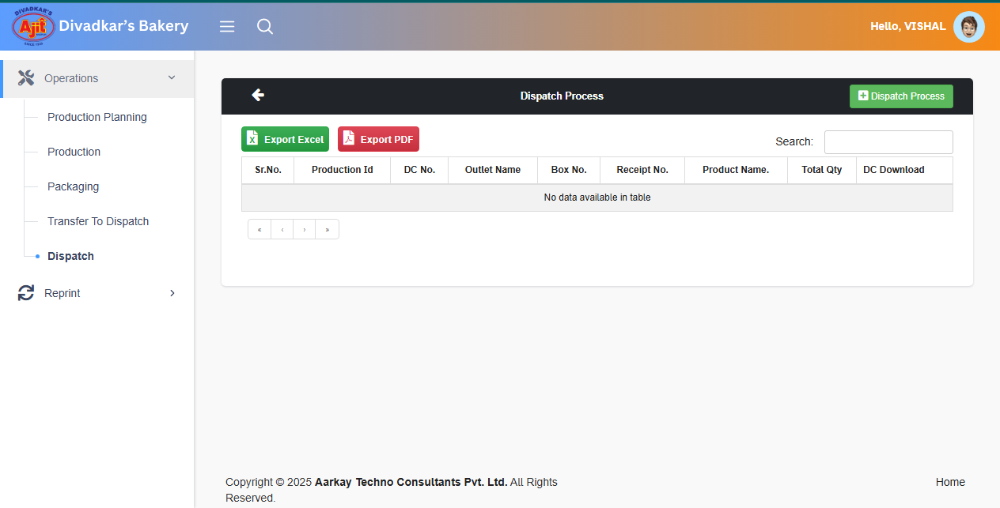 DIVADKAR'S
Ajit
SINCE 1939
Divadkar's Bakery
Hello, VISHAL
Operations
Production Planning
Production
Packaging
Transfer To Dispatch
Dispatch
Reprint
Dispatch Process
Dispatch Process
Export Excel
Export PDF
Search:
Sr.No. Production Id DC No. Outlet Name Box No. Receipt No. Product Name. Total Qty DC Download
No data available in table
« ‹ › »
Copyright © 2025 Aarkay Techno Consultants Pvt. Ltd. All Rights
Reserved.
Home